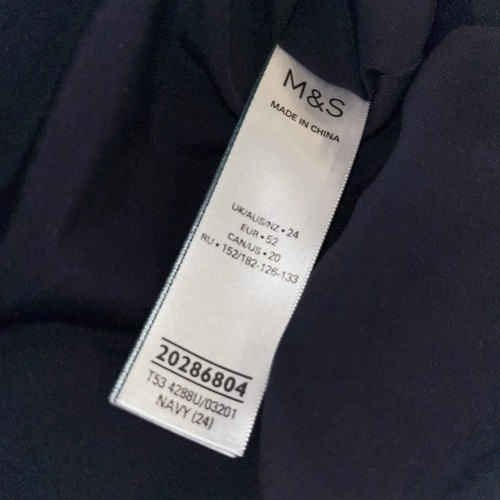 M&S
MADE IN CHINA
UK/AUS/NZ • 24
EUR • 52
CAN/US • 20
RU • 152/182-126-133
20286804
T53 4288U/03201
NAVY (24)